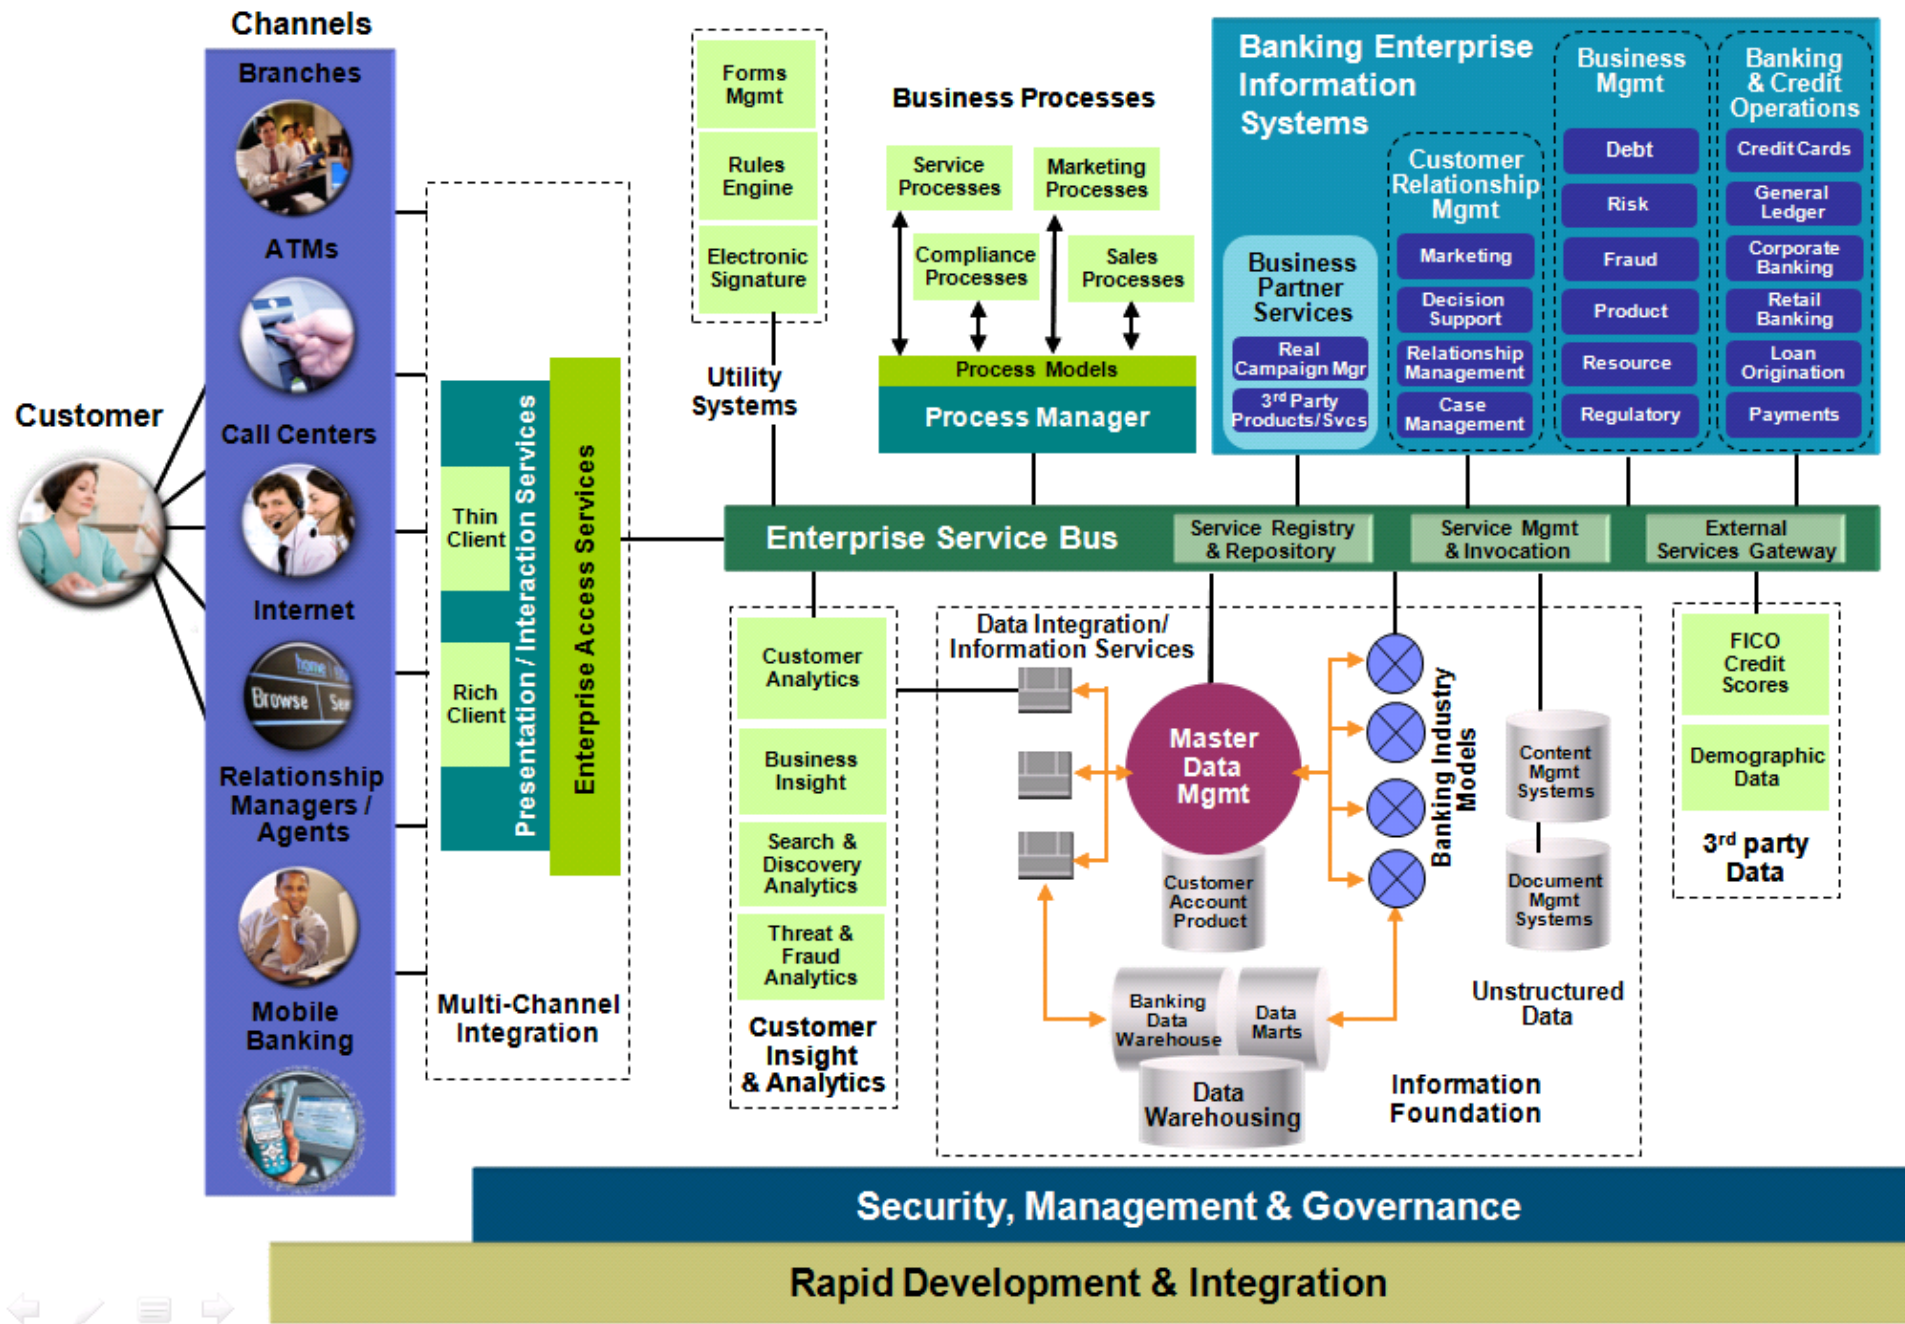 Channels
Branches
ATMs
Call Centers
Internet
home
Browse
Relationship
Managers /
Agents
Mobile
Banking
Customer
Thin
Client
Rich
Client
Presentation / Interaction Services
Enterprise Access Services
Multi-Channel
Integration
Forms
Mgmt
Rules
Engine
Electronic
Signature
Utility
Systems
Business Processes
Service
Processes
Marketing
Processes
Compliance
Processes
Sales
Processes
Process Models
Process Manager
Banking Enterprise
Information
Systems
Business
Partner
Services
Real
Campaign Mgr
3rd Party
Products/Svcs
Customer
Relationship
Mgmt
Marketing
Decision
Support
Relationship
Management
Case
Management
Business
Mgmt
Debt
Risk
Fraud
Product
Resource
Regulatory
Banking
& Credit
Operations
Credit Cards
General
Ledger
Corporate
Banking
Retail
Banking
Loan
Origination
Payments
Enterprise Service Bus
Service Registry
& Repository
Service Mgmt
& Invocation
External
Services Gateway
Customer
Analytics
Business
Insight
Search &
Discovery
Analytics
Threat &
Fraud
Analytics
Customer
Insight
& Analytics
Data Integration/
Information Services
Master
Data
Mgmt
Customer
Account
Product
Banking Industry
Models
Banking
Data
Warehouse
Data
Marts
Data
Warehousing
Content
Mgmt
Systems
Document
Mgmt
Systems
Unstructured
Data
Information
Foundation
FICO
Credit
Scores
Demographic
Data
3rd party
Data
Security, Management & Governance
Rapid Development & Integration